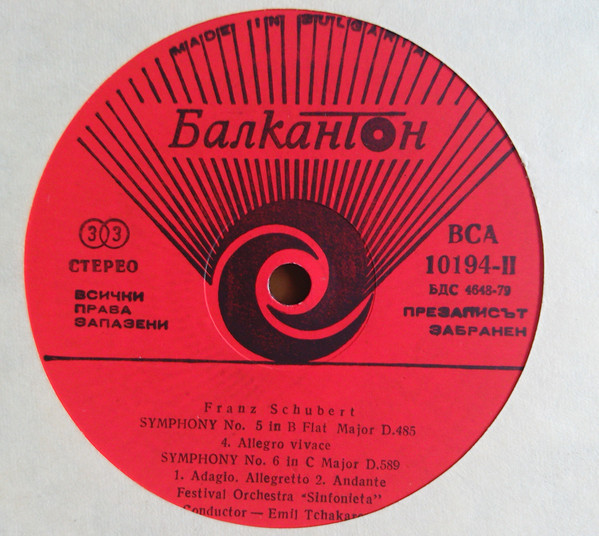 MADE IN BULGARIA
Балкантон
33
СТЕРЕО
ВСИЧКИ
ПРАВА
ЗАПАЗЕНИ
ВСА
10194-II
БДС 4648-79
ПРЕЗАПИСЪТ
ЗАБРАНЕН
Franz Schubert
SYMPHONY No. 5 in B Flat Major D.485
4. Allegro vivace
SYMPHONY No. 6 in C Major D.589
1. Adagio. Allegretto 2. Andante
Festival Orchestra "Sinfonieta"
Conductor — Emil